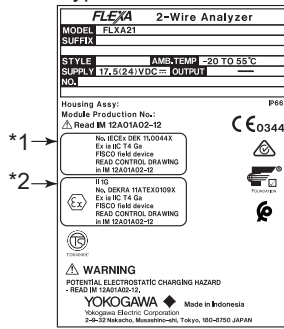 FLEXA 2-Wire Analyzer
MODEL FLXA21
SUFFIX
STYLE AMB.TEMP -20 TO 55°C
SUPPLY 17.5(24)VDC⎓ OUTPUT —
NO.
Housing Assy: IP66
Module Production No.:
⚠ Read IM 12A01A02-12
CE0344
*1
No. IECEx DEK 11.0044X
Ex ia IIC T4 Ga
FISCO field device
READ CONTROL DRAWING
in IM 12A01A02-12
*2
II 1G
No. DEKRA 11ATEX0109X
Ex ia IIC T4 Ga
FISCO field device
READ CONTROL DRAWING
in IM 12A01A02-12
Ex
FOUNDATION
⚠ WARNING
POTENTIAL ELECTROSTATIC CHARGING HAZARD
- READ IM 12A01A02-12.
YOKOGAWA ◆ Made in Indonesia
Yokogawa Electric Corporation
2-9-32 Nakacho, Musashino-shi, Tokyo, 180-8750 JAPAN